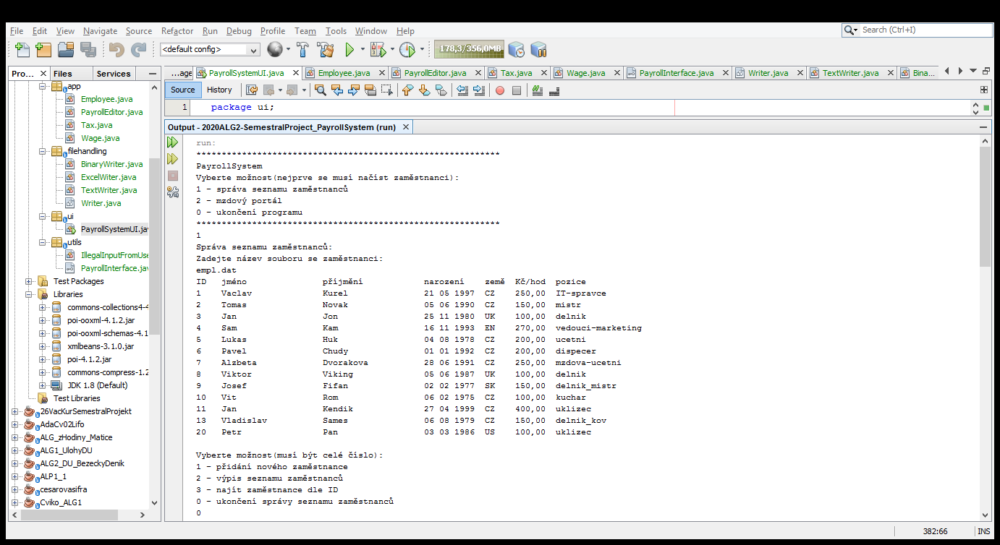 File Edit View Navigate Source Refactor Run Debug Profile Team Tools Window Help
Search (Ctrl+I)
<default config>
178,3/356,0MB
Pro... Files Services
app
Employee.java
PayrollEditor.java
Tax.java
Wage.java
filehandling
BinaryWriter.java
ExcelWiter.java
TextWriter.java
Writer.java
ui
PayrollSystemUI.jav
utils
IllegalInputFromUse
PayrollInterface.jav
Test Packages
Libraries
commons-collections4-4
poi-ooxml-4.1.2.jar
poi-ooxml-schemas-4.1
xmlbeans-3.1.0.jar
poi-4.1.2.jar
commons-compress-1.2
JDK 1.8 (Default)
Test Libraries
26VacKurSemestralProjekt
AdaCv02Lifo
ALG_zHodiny_Matice
ALG1_UlohyDU
ALG2_DU_BezeckyDenik
ALP1_1
cesarovasifra
Cviko_ALG1
...age PayrollSystemUI.java Employee.java PayrollEditor.java Tax.java Wage.java PayrollInterface.java Writer.java TextWriter.java Bina...
Source History
1 package ui;
Output - 2020ALG2-SemestralProject_PayrollSystem (run)
run:
************************************************************
PayrollSystem
Vyberte možnost(nejprve se musí načíst zaměstnanci):
1 - správa seznamu zaměstnanců
2 - mzdový portál
0 - ukončení programu
************************************************************
1
Správa seznamu zaměstnanců:
Zadejte název souboru se zaměstnanci:
empl.dat
ID jméno příjmění narození země Kč/hod pozice
1 Vaclav Kurel 21 05 1997 CZ 250,00 IT-spravce
2 Tomas Novak 05 06 1990 CZ 150,00 mistr
3 Jan Jon 25 11 1980 UK 100,00 delnik
4 Sam Kam 16 11 1993 EN 270,00 vedouci-marketing
5 Lukas Huk 04 08 1978 CZ 200,00 ucetni
6 Pavel Chudy 01 01 1992 CZ 200,00 dispecer
7 Alzbeta Dvorakova 28 06 1991 CZ 250,00 mzdova-ucetni
8 Viktor Viking 05 06 1987 UK 100,00 delnik
9 Josef Fifan 02 02 1977 SK 150,00 delnik_mistr
10 Vit Rom 06 02 1975 CZ 100,00 kuchar
11 Jan Kendik 27 04 1999 CZ 400,00 uklizec
13 Vladislav Sames 06 08 1979 CZ 150,00 delnik_kov
20 Petr Pan 03 03 1986 US 100,00 uklizec
Vyberte možnost(musí být celé číslo):
1 - přidání nového zaměstnance
2 - výpis seznamu zaměstnanců
3 - najít zaměstnance dle ID
0 - ukončení správy seznamu zaměstnanců
0
382:66 INS